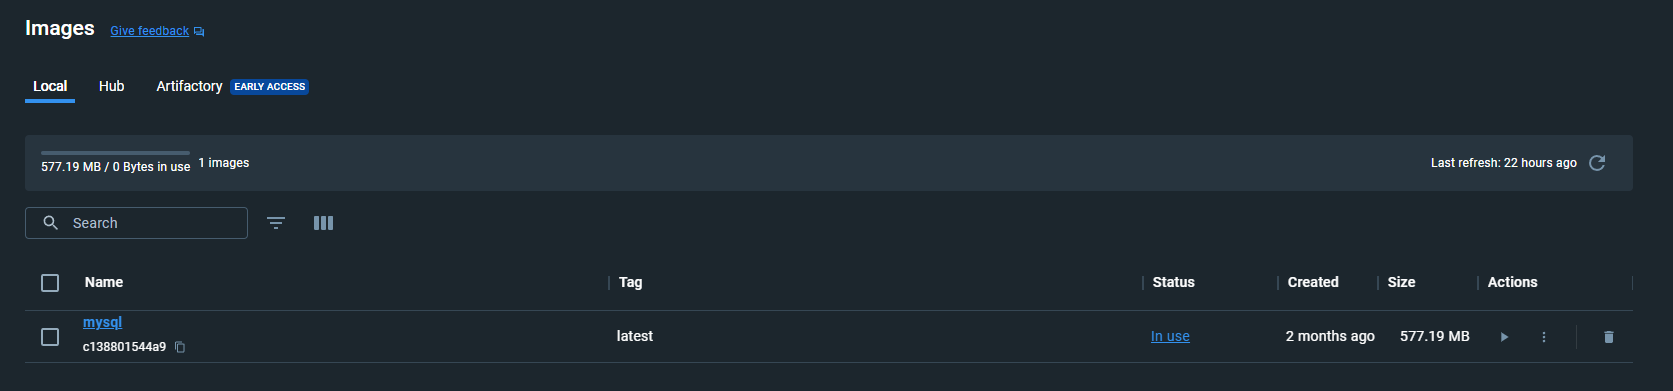 Images Give feedback
Local Hub Artifactory EARLY ACCESS
577.19 MB / 0 Bytes in use 1 images Last refresh: 22 hours ago
Search
Name Tag Status Created Size Actions
mysql
c138801544a9 latest In use 2 months ago 577.19 MB